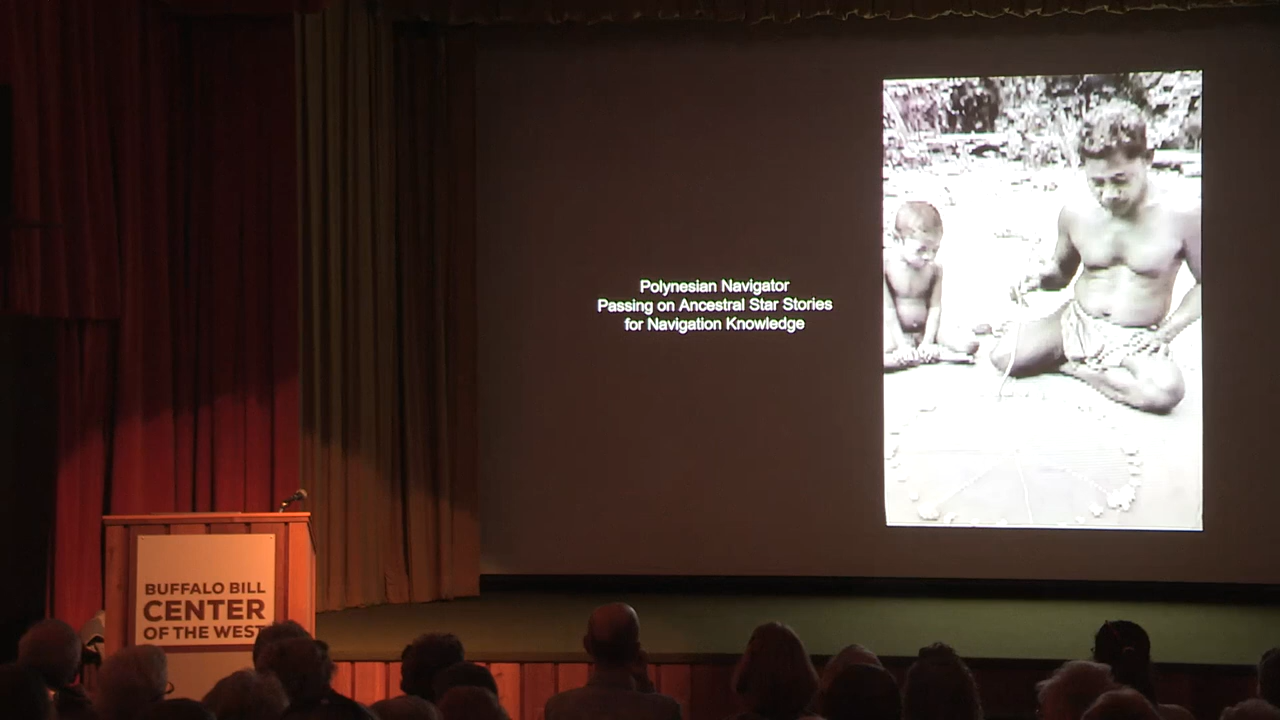 Polynesian Navigator
Passing on Ancestral Star Stories
for Navigation Knowledge
BUFFALO BILL
CENTER
OF THE WEST